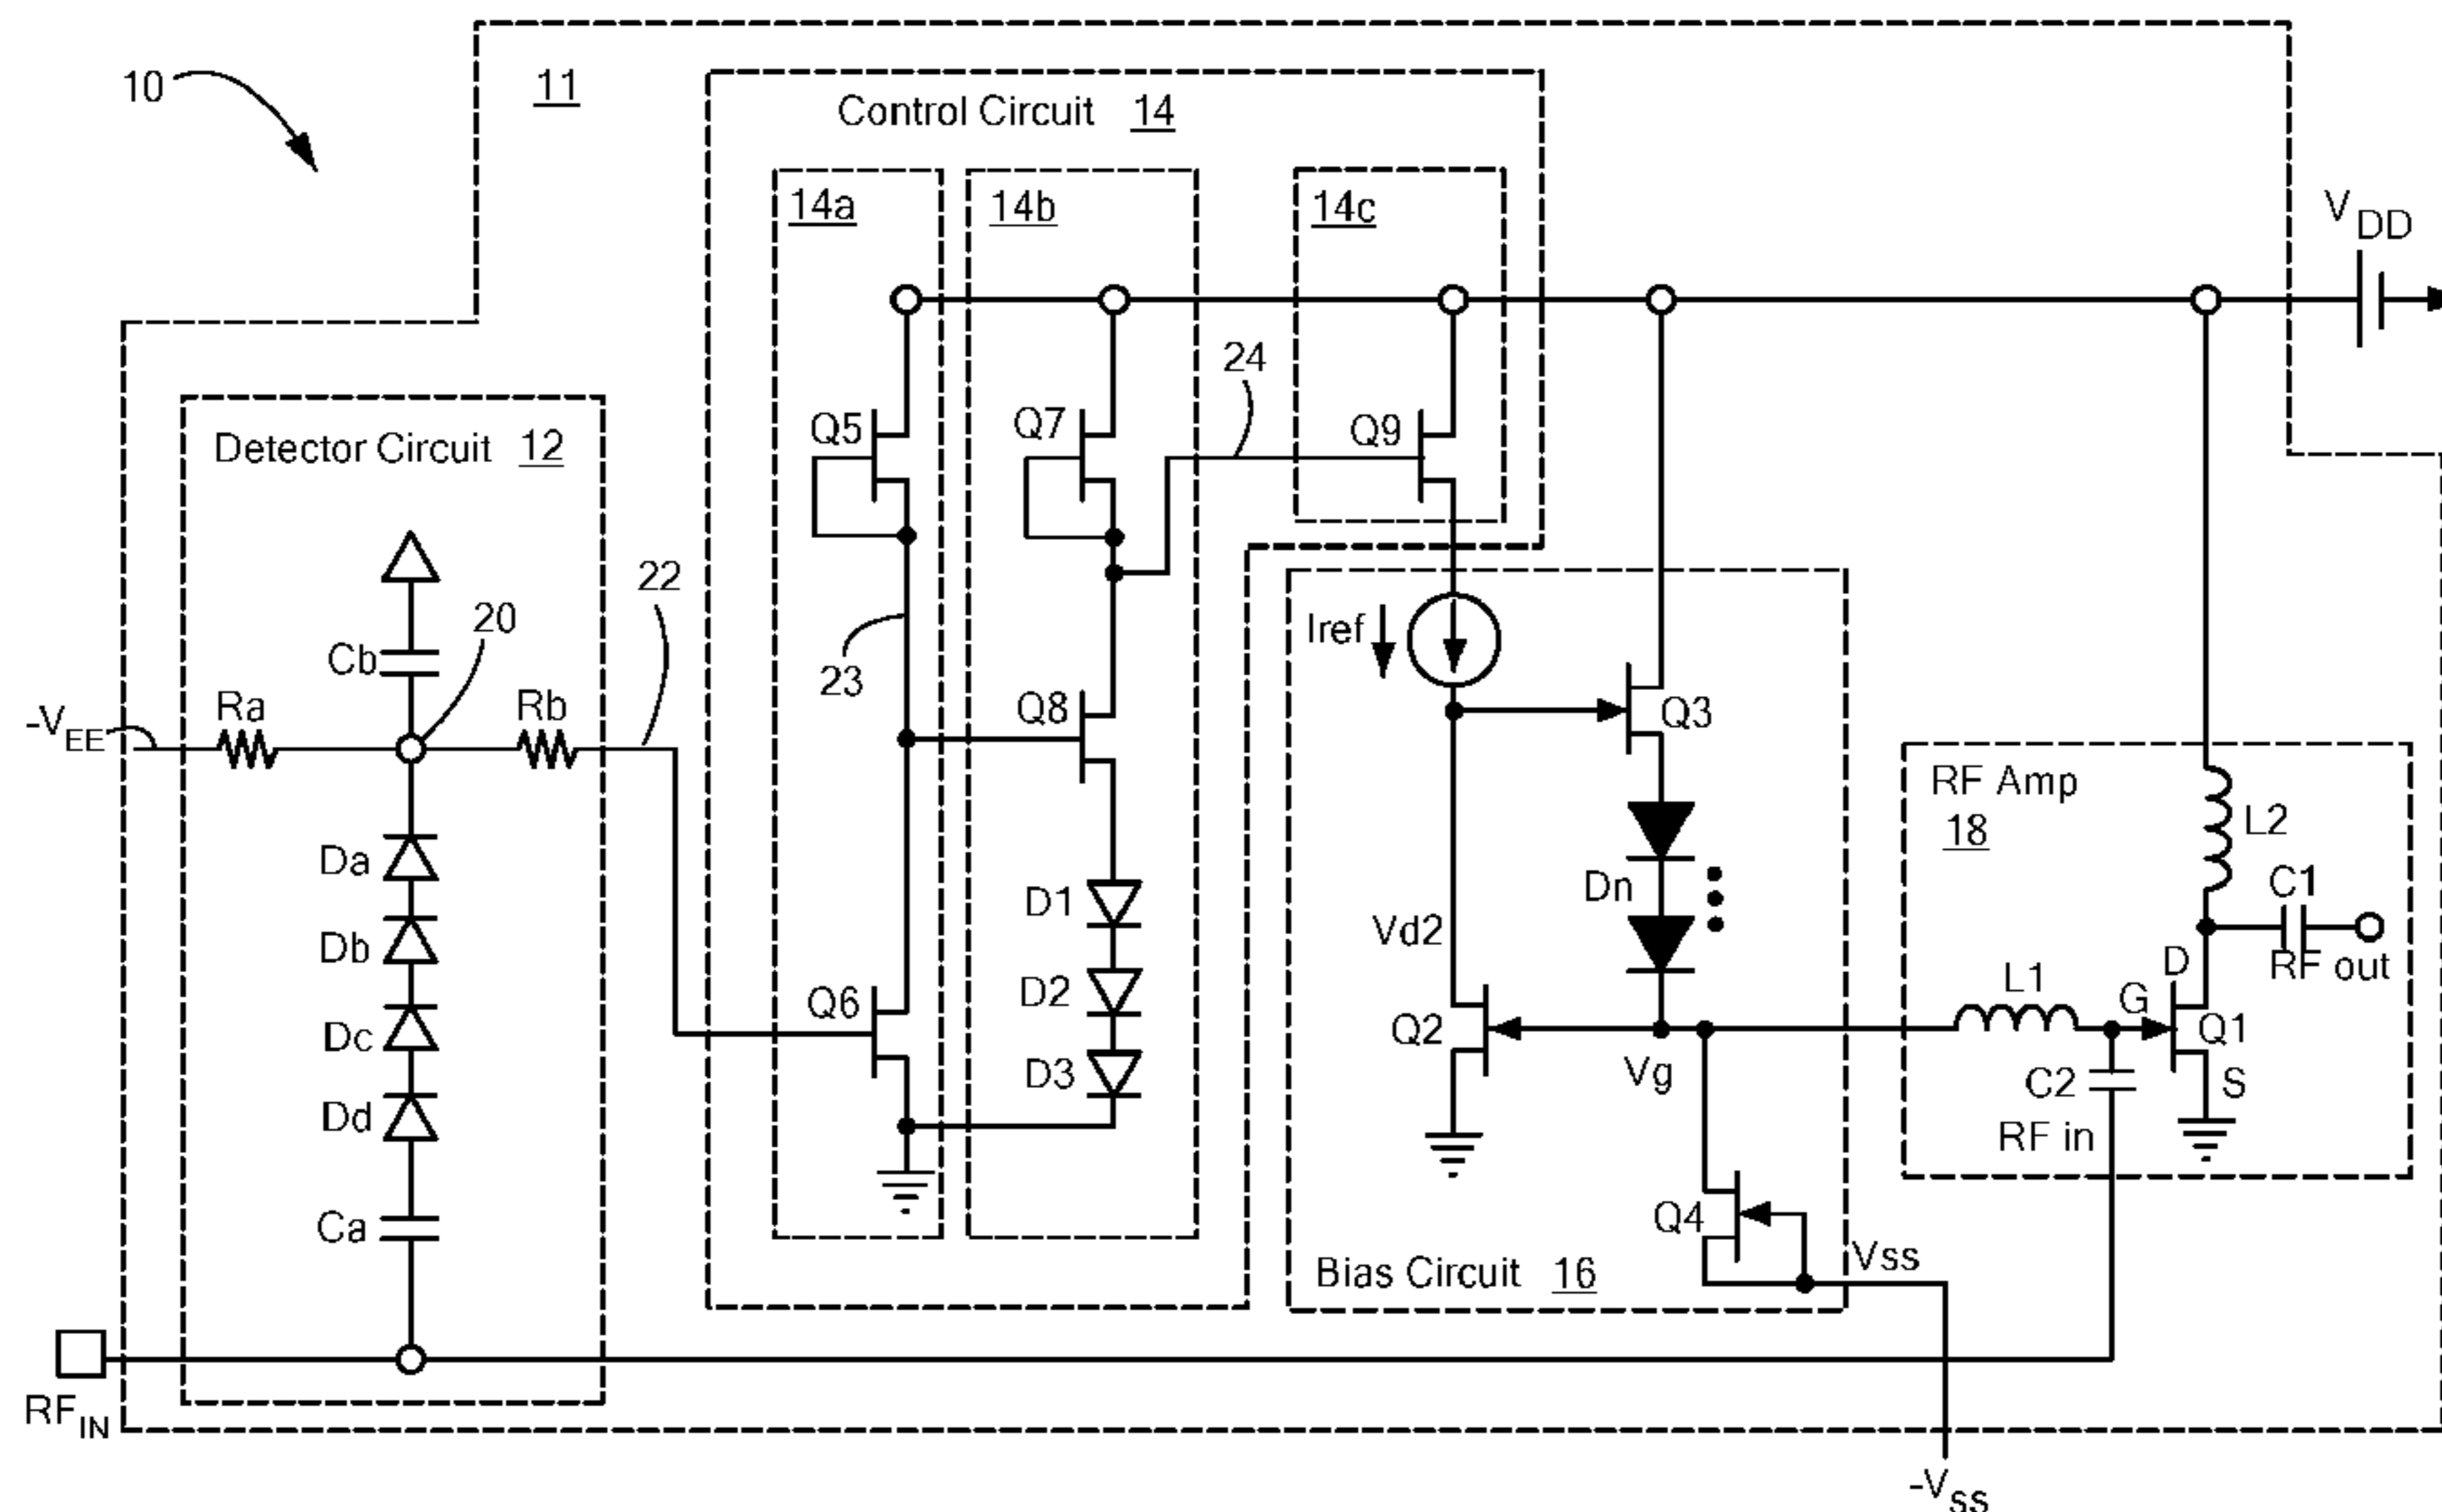 10
11
Control Circuit 14
14a
14b
14c
VDD
24
Q5
Q7
Q9
Detector Circuit 12
22
20
Iref
Cb
23
Ra
Rb
Q8
Q3
-VEE
RF Amp
18
L2
Da
D1
Dn
C1
Db
Vd2
D
RF out
L1
G
Dc
Q6
D2
Q2
Q1
Vg
D3
C2
S
Dd
RF in
Ca
Q4
Vss
Bias Circuit 16
RFIN
-VSS